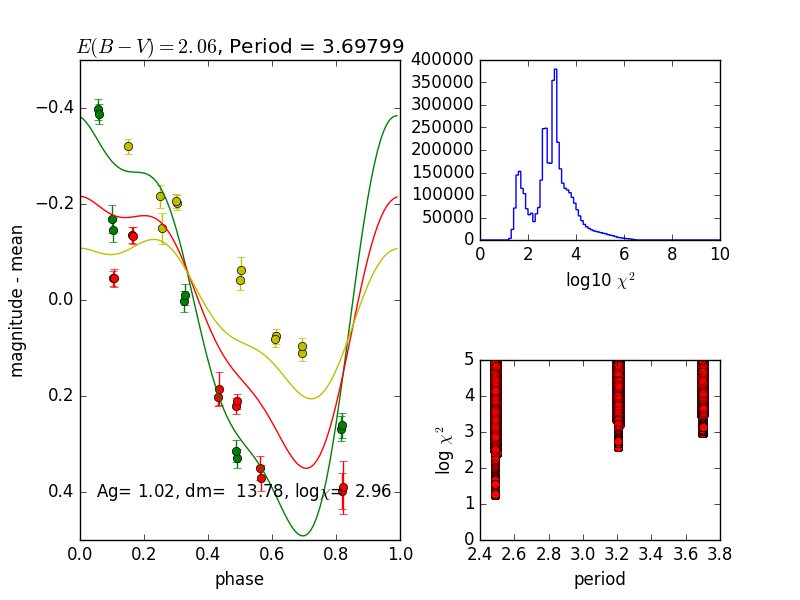 E(B − V) = 2.06, Period = 3.69799
−0.4
−0.2
0.0
0.2
0.4
magnitude - mean
Ag= 1.02, dm= 13.78, logχ= 2.96
0.0 0.2 0.4 0.6 0.8 1.0
phase
400000
350000
300000
250000
200000
150000
100000
50000
0
0 2 4 6 8 10
log10 χ²
5
4
3
2
1
0
log χ²
2.4 2.6 2.8 3.0 3.2 3.4 3.6 3.8
period